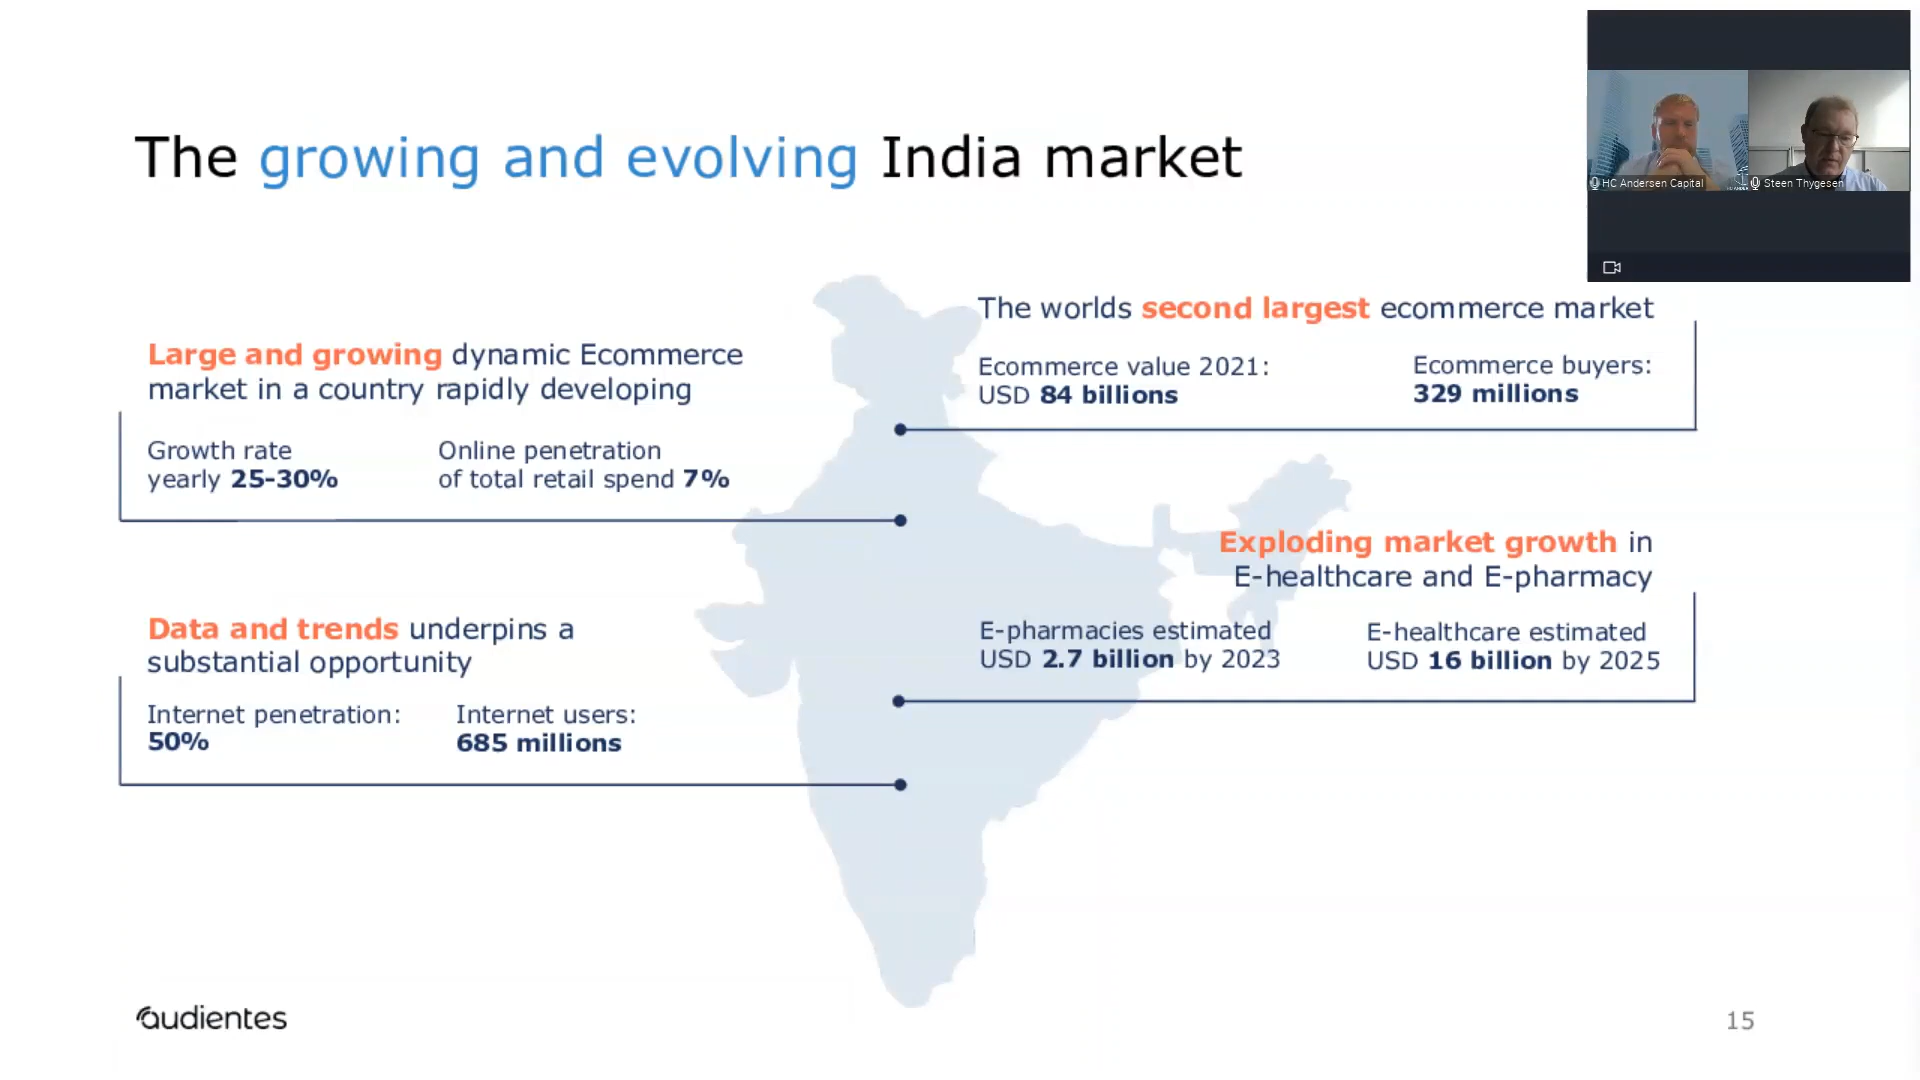 The growing and evolving India market
HC Andersen Capital
Steen Thygesen
Large and growing dynamic Ecommerce
market in a country rapidly developing
Growth rate
yearly 25-30%
Online penetration
of total retail spend 7%
The worlds second largest ecommerce market
Ecommerce value 2021:
USD 84 billions
Ecommerce buyers:
329 millions
Data and trends underpins a
substantial opportunity
Internet penetration:
50%
Internet users:
685 millions
Exploding market growth in
E-healthcare and E-pharmacy
E-pharmacies estimated
USD 2.7 billion by 2023
E-healthcare estimated
USD 16 billion by 2025
audientes
15